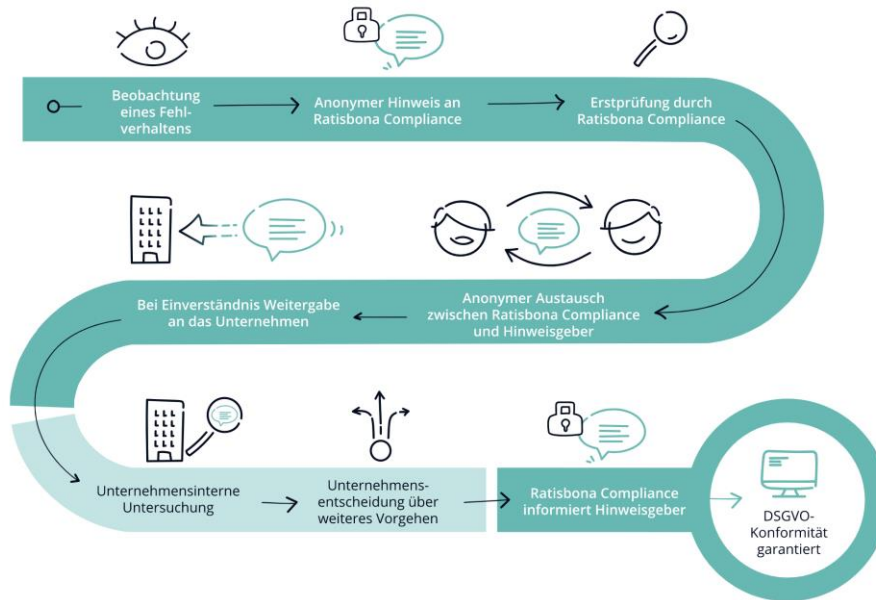 Beobachtung
eines Fehl-
verhaltens
Anonymer Hinweis an
Ratisbona Compliance
Erstprüfung durch
Ratisbona Compliance
Anonymer Austausch
zwischen Ratisbona Compliance
und Hinweisgeber
Bei Einverständnis Weitergabe
an das Unternehmen
Unternehmensinterne
Untersuchung
Unternehmens-
entscheidung über
weiteres Vorgehen
Ratisbona Compliance
informiert Hinweisgeber
DSGVO-
Konformität
garantiert